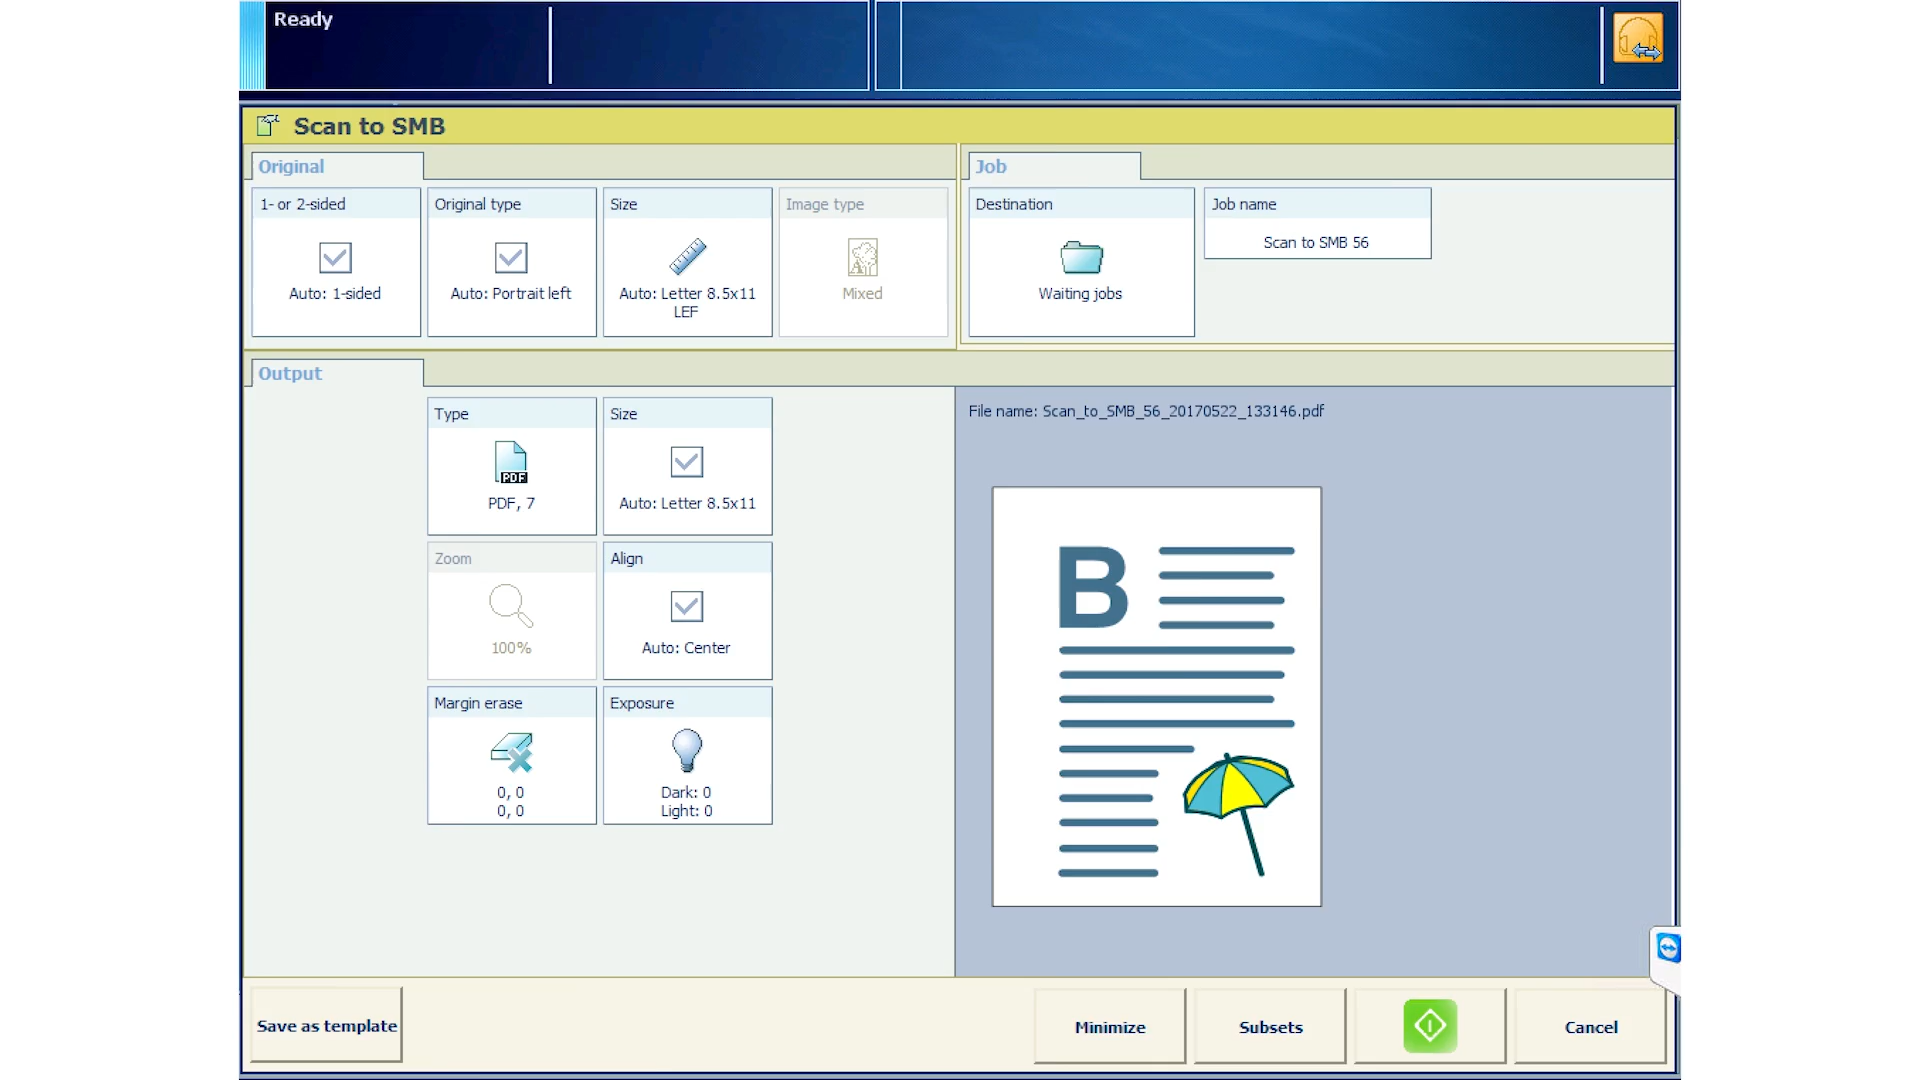 Ready
Scan to SMB
Original
1- or 2-sided
Auto: 1-sided
Original type
Auto: Portrait left
Size
Auto: Letter 8.5x11
LEF
Image type
Mixed
Job
Destination
Waiting jobs
Job name
Scan to SMB 56
Output
Type
PDF
PDF, 7
Size
Auto: Letter 8.5x11
Zoom
100%
Align
Auto: Center
Margin erase
0, 0
0, 0
Exposure
Dark: 0
Light: 0
File name: Scan_to_SMB_56_20170522_133146.pdf
B
Save as template
Minimize
Subsets
Cancel